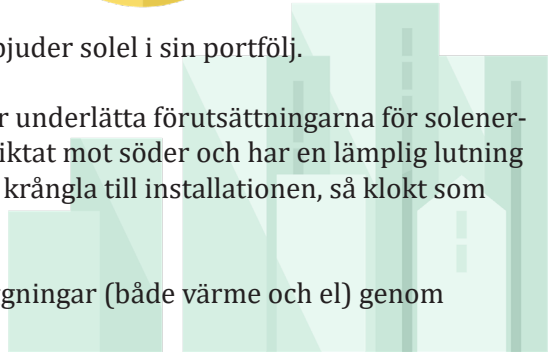 juder solel i sin portfölj.
r underlätta förutsättningarna för solener-
iktat mot söder och har en lämplig lutning
krångla till installationen, så klokt som
gningar (både värme och el) genom